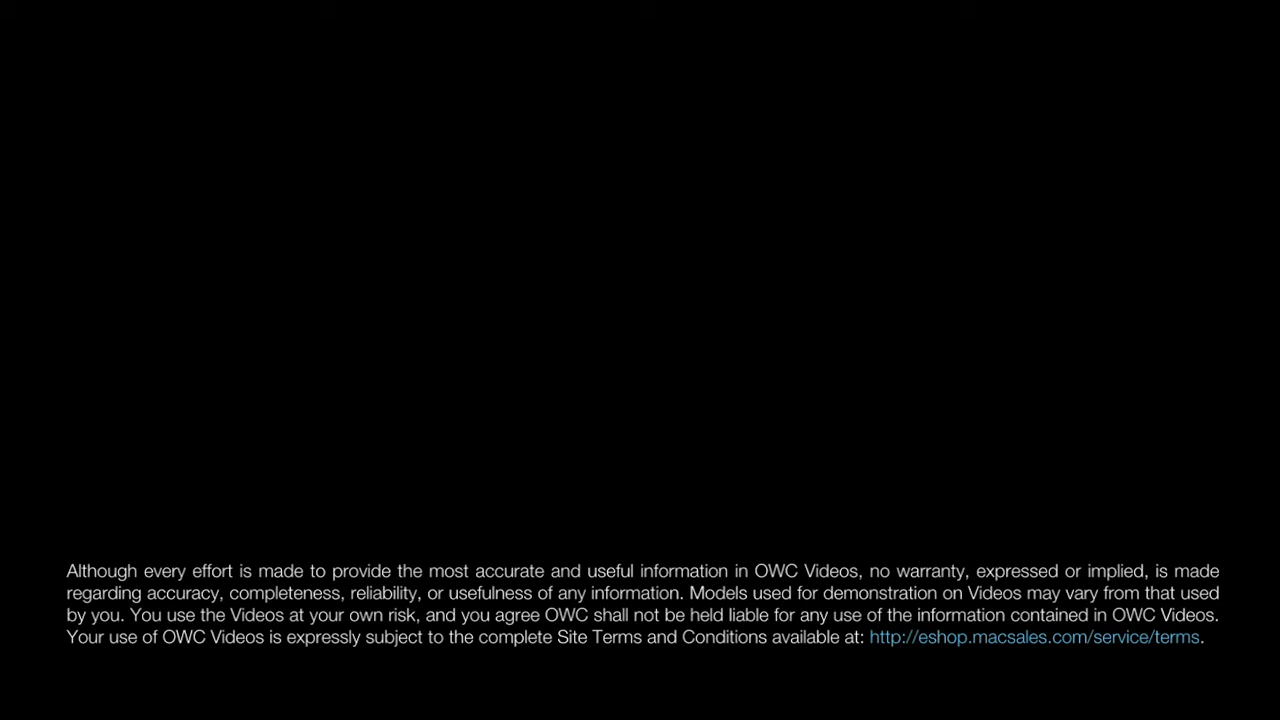 Although every effort is made to provide the most accurate and useful information in OWC Videos, no warranty, expressed or implied, is made
regarding accuracy, completeness, reliability, or usefulness of any information. Models used for demonstration on Videos may vary from that used
by you. You use the Videos at your own risk, and you agree OWC shall not be held liable for any use of the information contained in OWC Videos.
Your use of OWC Videos is expressly subject to the complete Site Terms and Conditions available at: http://eshop.macsales.com/service/terms.